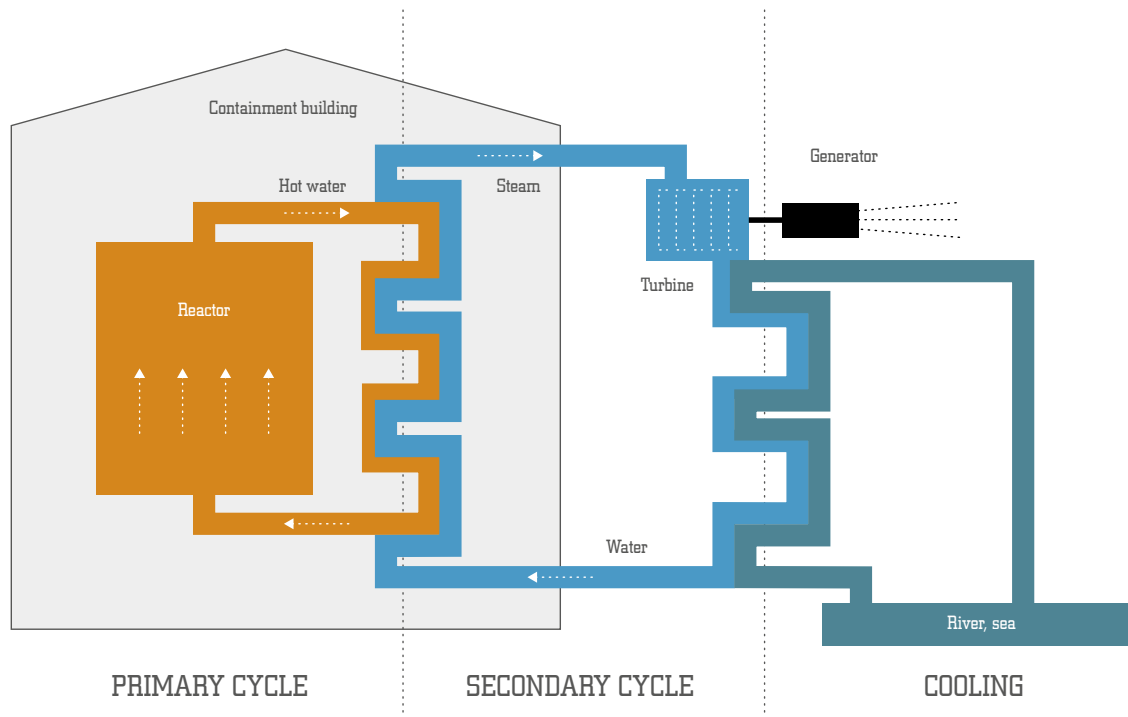 Containment building
Generator
Hot water
Steam
Turbine
Reactor
Water
River, sea
PRIMARY CYCLE
SECONDARY CYCLE
COOLING